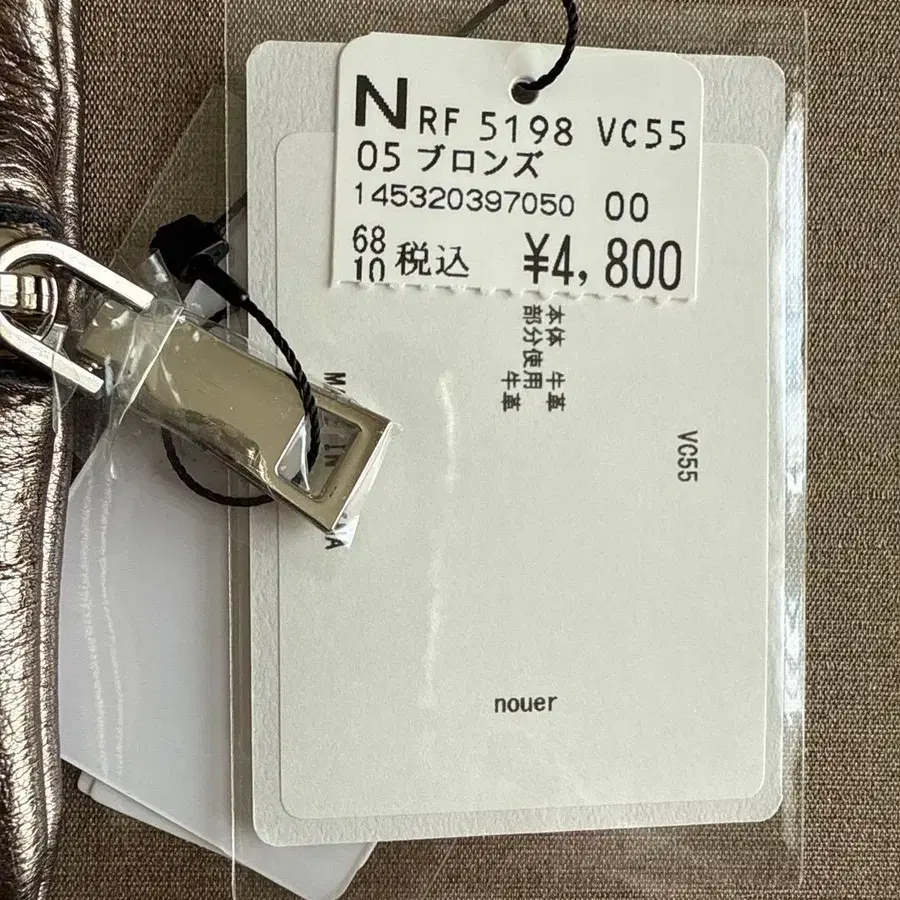 NRF 5198 VC55
05 ブロンズ
145320397050 00
68
10 税込 ¥4,800
本体 牛革
部分使用 牛革
VC55
nouer